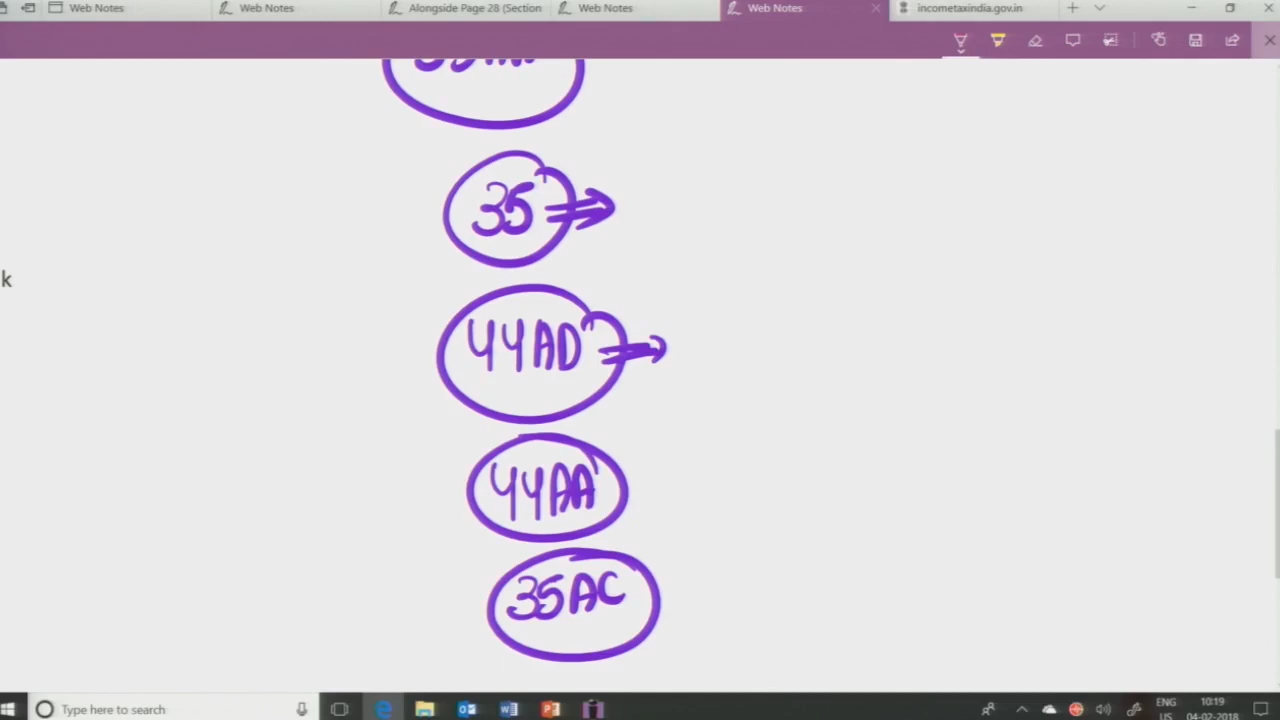 Web Notes
Web Notes
Alongside Page 28 (Section
Web Notes
Web Notes
incometaxindia.gov.in
k
35
44AD
44AA
35AC
Type here to search
ENG
US
10:19
04-02-2018